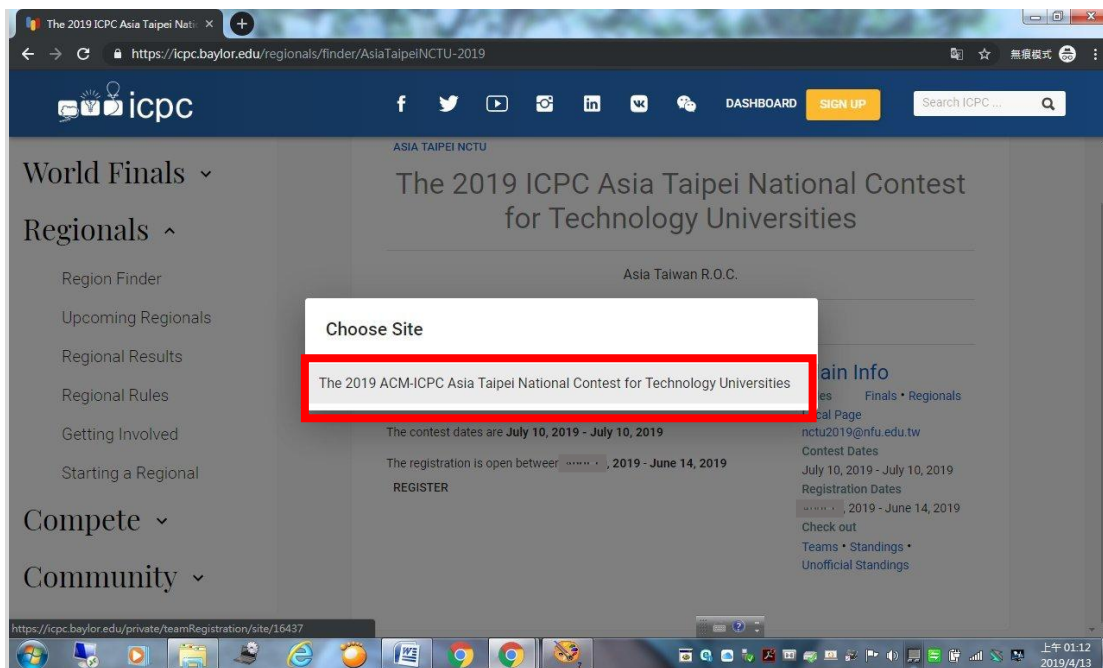 The 2019 ICPC Asia Taipei Natio
https://icpc.baylor.edu/regionals/finder/AsiaTaipeiNCTU-2019
無痕模式
icpc
DASHBOARD
SIGN UP
Search ICPC ...
World Finals
Regionals
Region Finder
Upcoming Regionals
Regional Results
Regional Rules
Getting Involved
Starting a Regional
Compete
Community
ASIA TAIPEI NCTU
The 2019 ICPC Asia Taipei National Contest
for Technology Universities
Asia Taiwan R.O.C.
Choose Site
The 2019 ACM-ICPC Asia Taipei National Contest for Technology Universities
The contest dates are July 10, 2019 - July 10, 2019
The registration is open between , 2019 - June 14, 2019
REGISTER
ain Info
es Finals • Regionals
cal Page
nctu2019@nfu.edu.tw
Contest Dates
July 10, 2019 - July 10, 2019
Registration Dates
, 2019 - June 14, 2019
Check out
Teams • Standings •
Unofficial Standings
https://icpc.baylor.edu/private/teamRegistration/site/16437
上午 01:12
2019/4/13